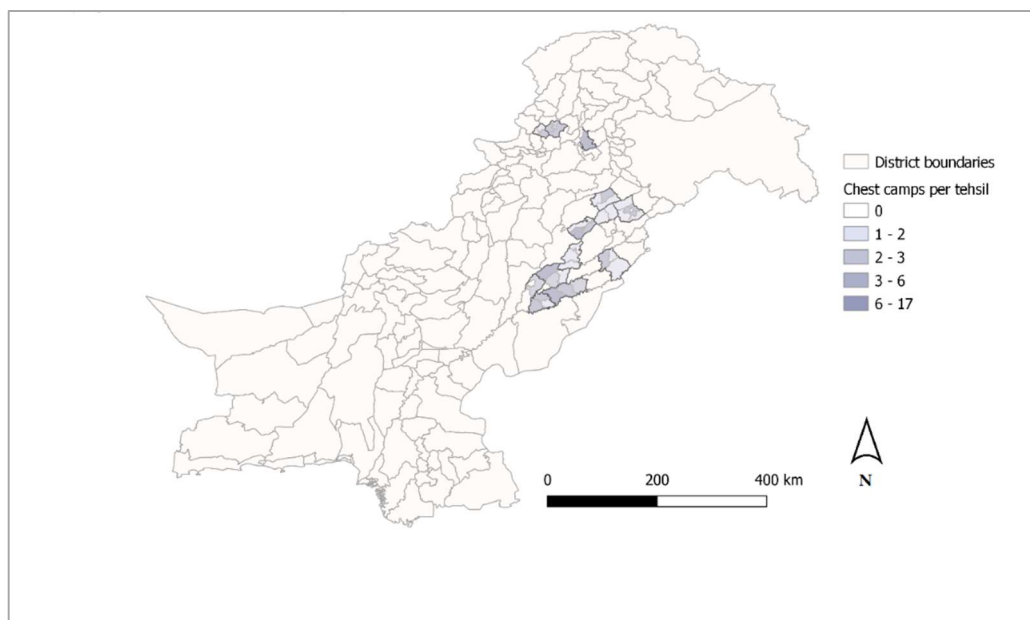 District boundaries
Chest camps per tehsil
0
1 - 2
2 - 3
3 - 6
6 - 17
0 200 400 km
N